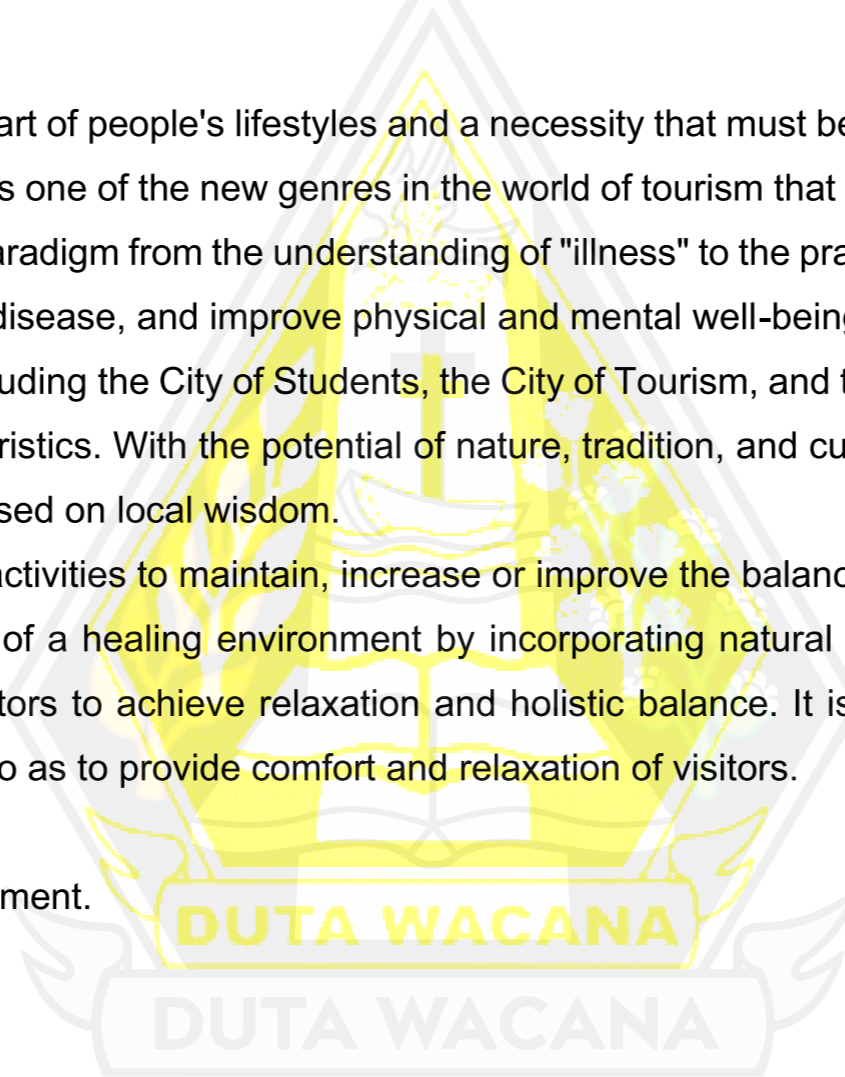 art of people's lifestyles and a necessity that must be
s one of the new genres in the world of tourism that
aradigm from the understanding of "illness" to the pra
disease, and improve physical and mental well-being
uding the City of Students, the City of Tourism, and t
ristics. With the potential of nature, tradition, and cu
sed on local wisdom.
activities to maintain, increase or improve the balanc
of a healing environment by incorporating natural
tors to achieve relaxation and holistic balance. It is
o as to provide comfort and relaxation of visitors.
ment.
DUTA WACANA
DUTA WACANA